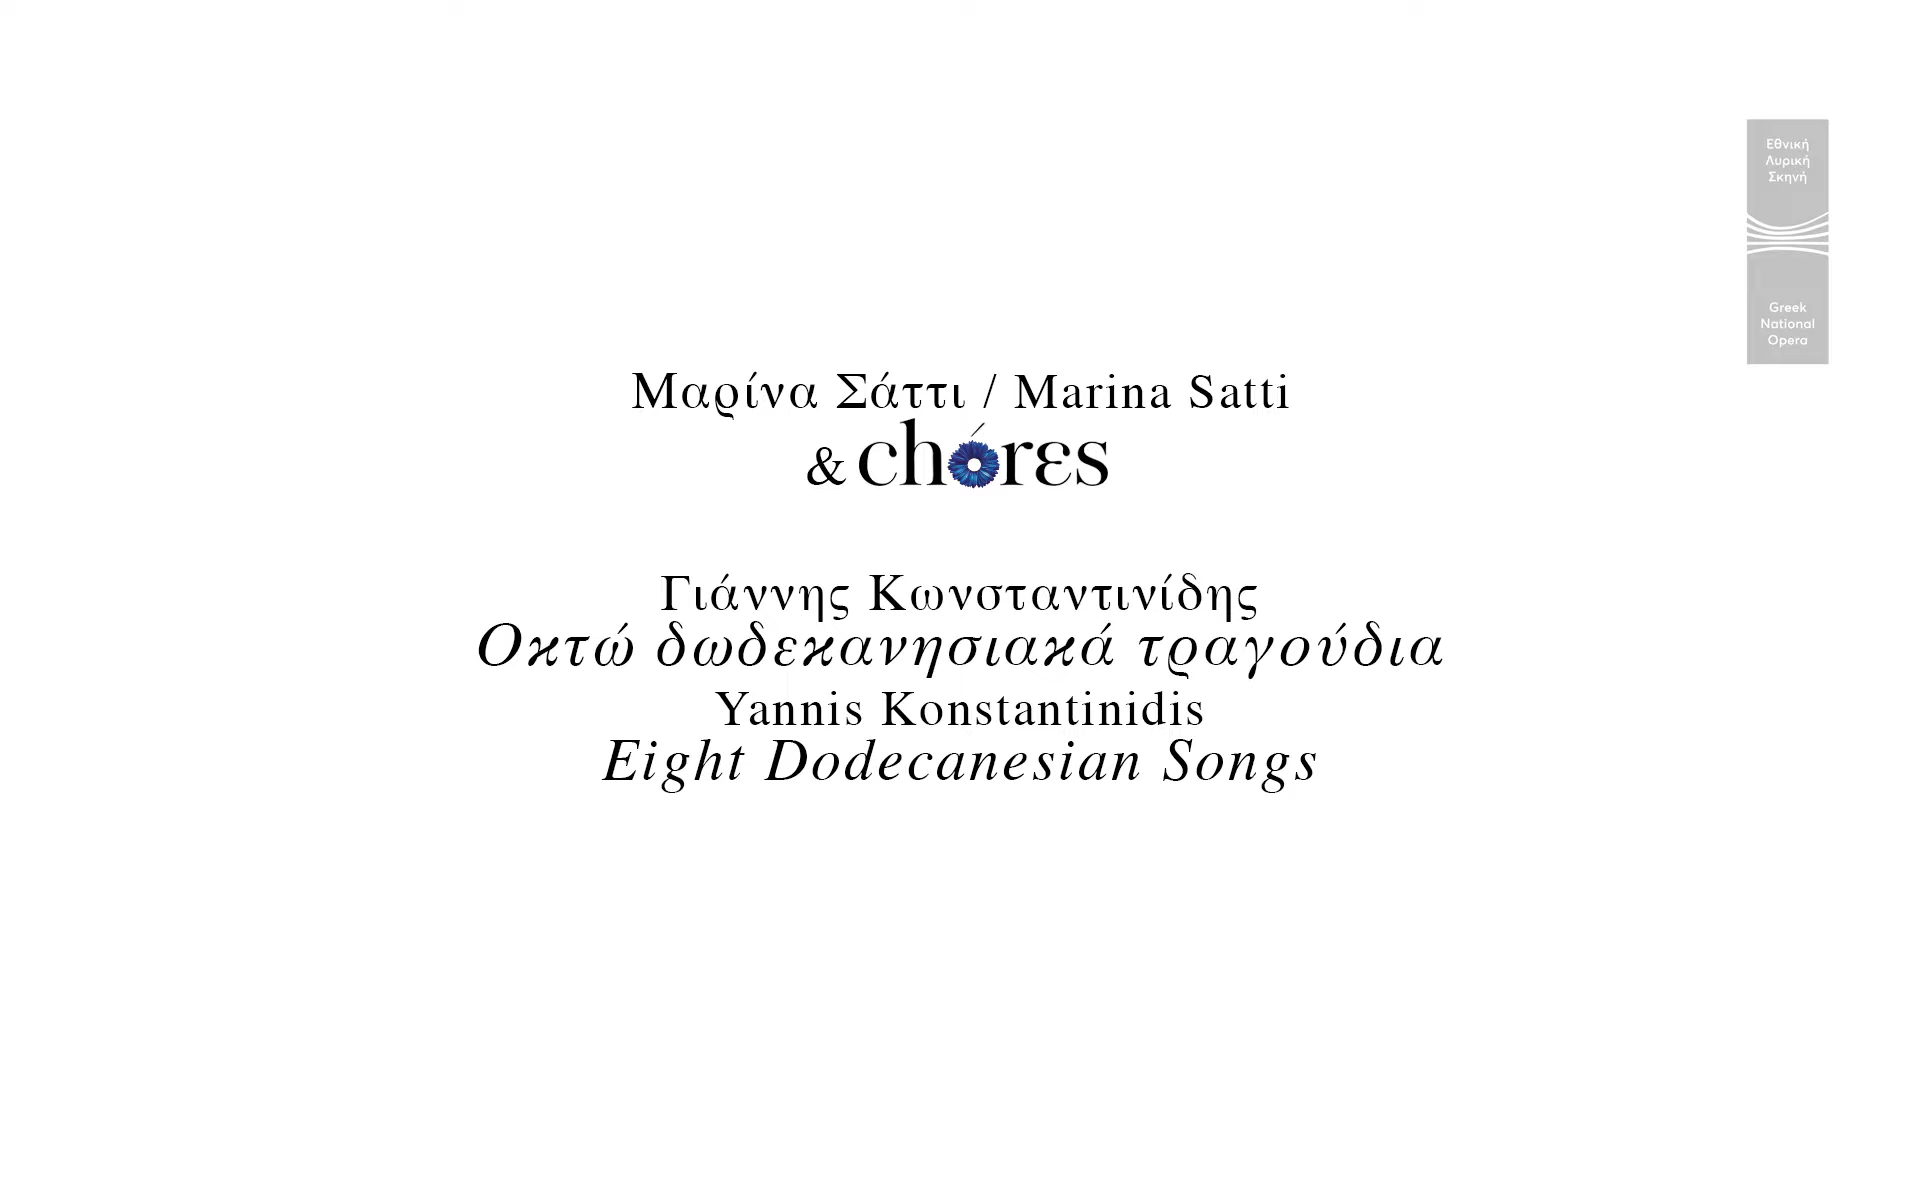 Εθνική
Λυρική
Σκηνή
Greek
National
Opera
Μαρίνα Σάττι / Marina Satti
& chórεs
Γιάννης Κωνσταντινίδης
Οκτώ δωδεκανησιακά τραγούδια
Yannis Konstantinidis
Eight Dodecanesian Songs